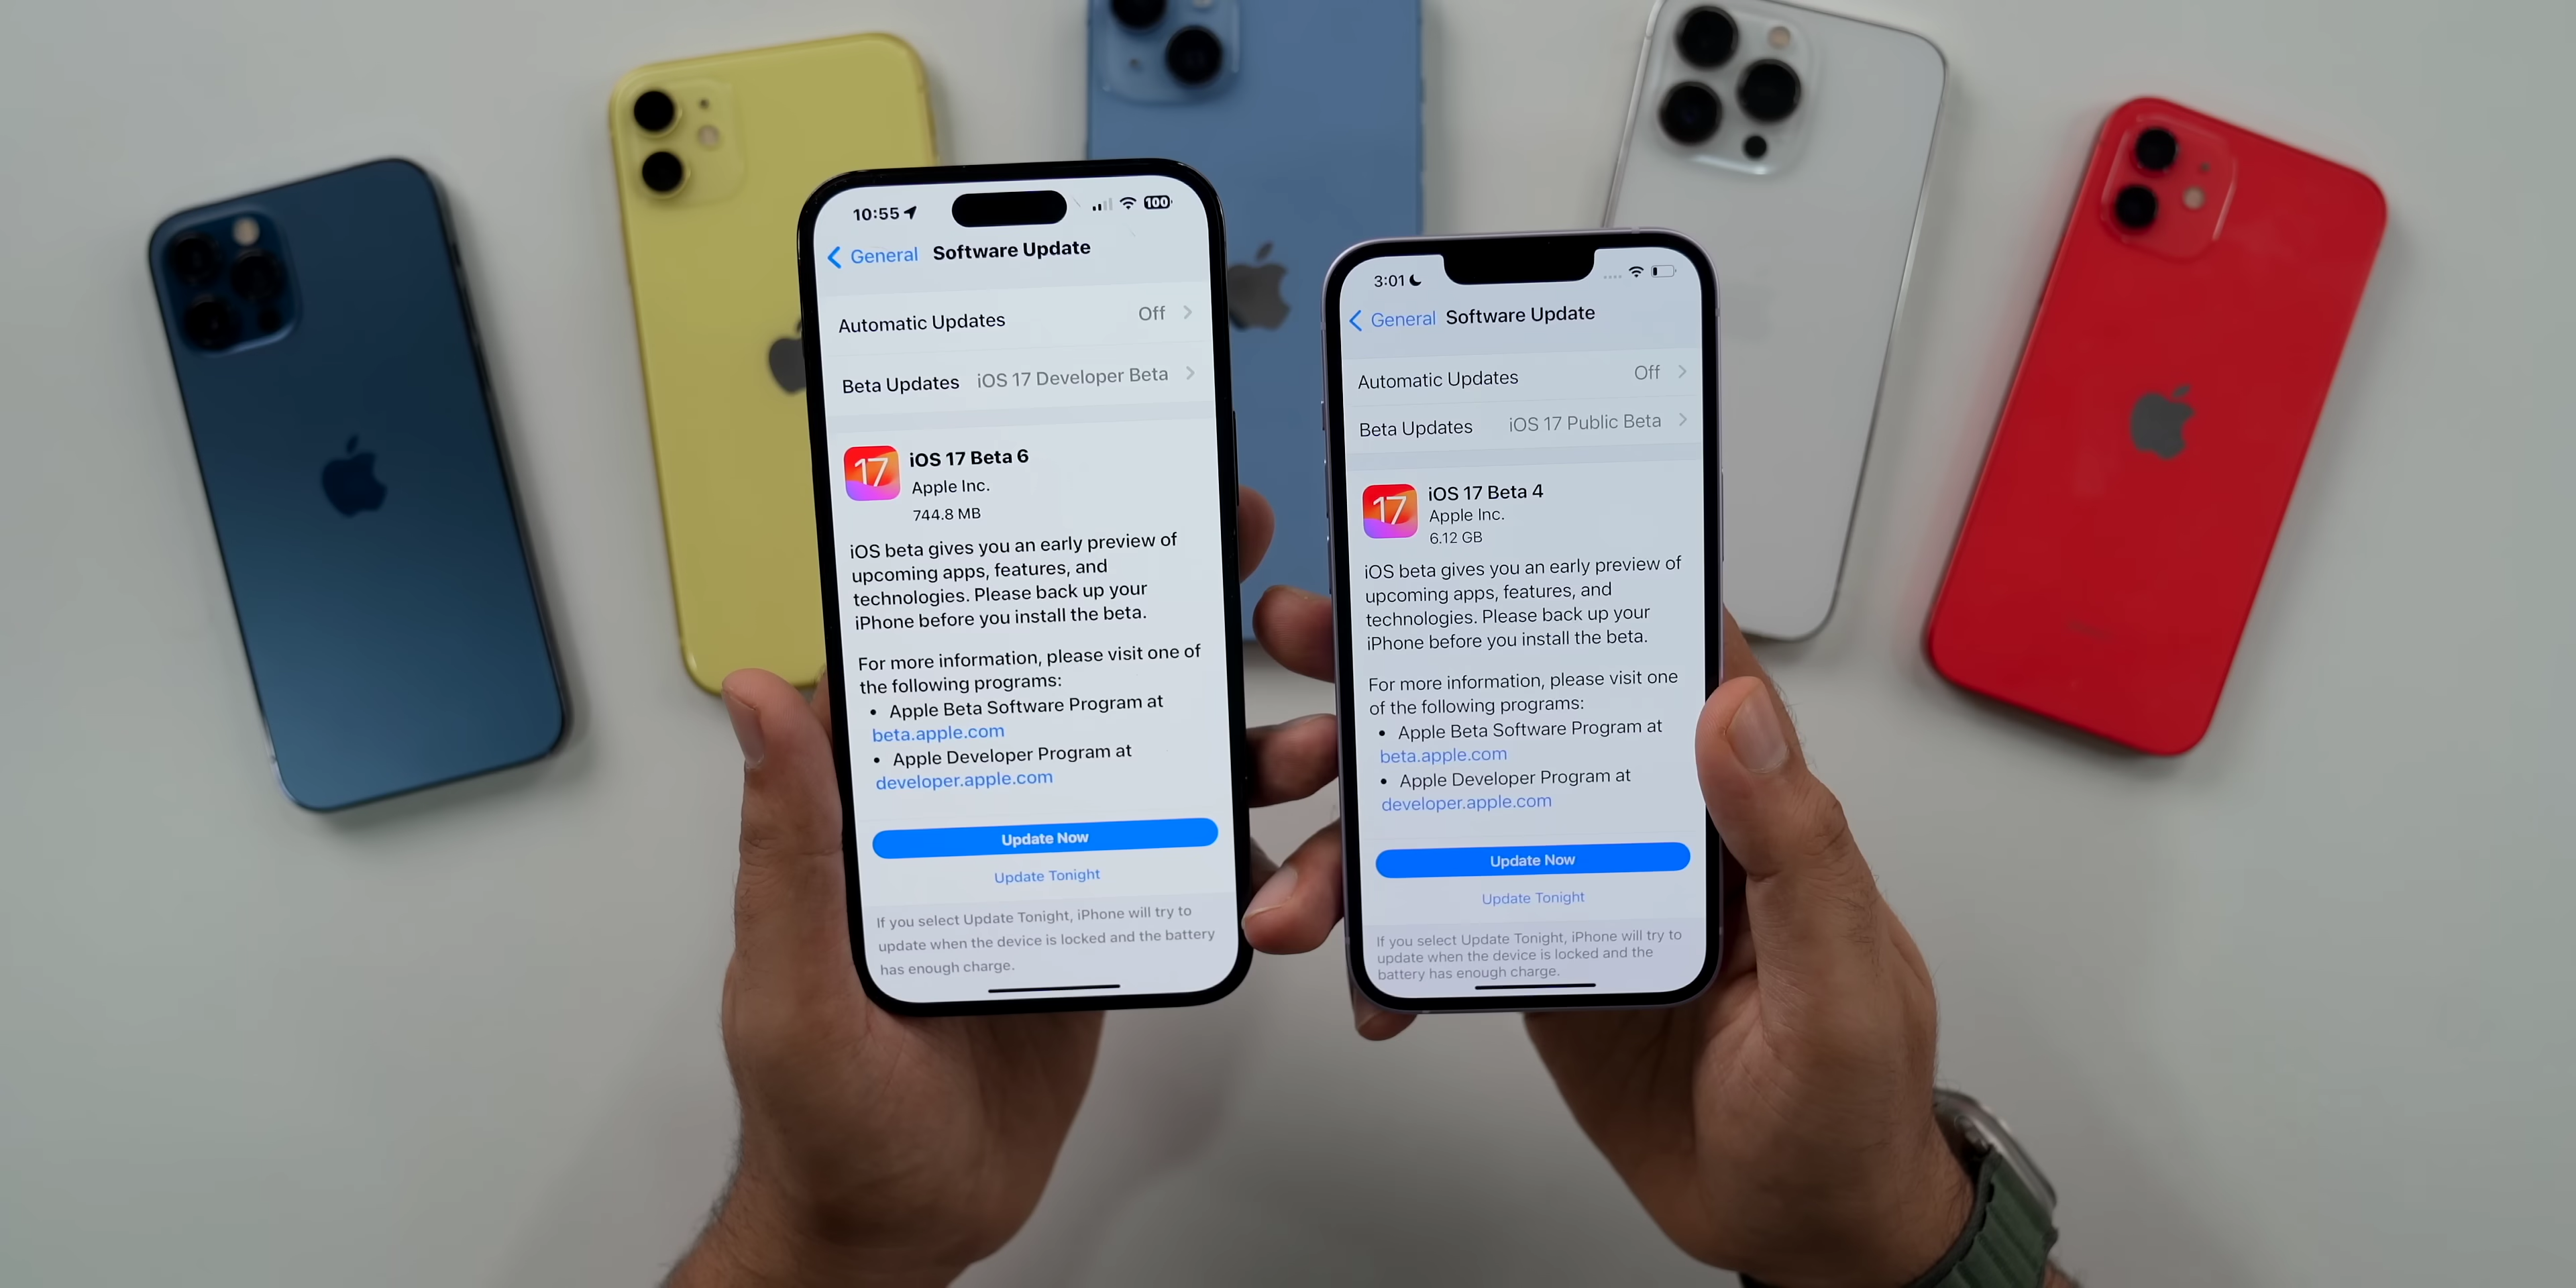 10:55
100
General Software Update
Automatic Updates Off
Beta Updates iOS 17 Developer Beta
17
iOS 17 Beta 6
Apple Inc.
744.8 MB
iOS beta gives you an early preview of
upcoming apps, features, and
technologies. Please back up your
iPhone before you install the beta.
For more information, please visit one of
the following programs:
• Apple Beta Software Program at
beta.apple.com
• Apple Developer Program at
developer.apple.com
Update Now
Update Tonight
If you select Update Tonight, iPhone will try to
update when the device is locked and the battery
has enough charge.
3:01
General Software Update
Automatic Updates Off
Beta Updates iOS 17 Public Beta
17
iOS 17 Beta 4
Apple Inc.
6.12 GB
iOS beta gives you an early preview of
upcoming apps, features, and
technologies. Please back up your
iPhone before you install the beta.
For more information, please visit one
of the following programs:
• Apple Beta Software Program at
beta.apple.com
• Apple Developer Program at
developer.apple.com
Update Now
Update Tonight
If you select Update Tonight, iPhone will try to
update when the device is locked and the
battery has enough charge.